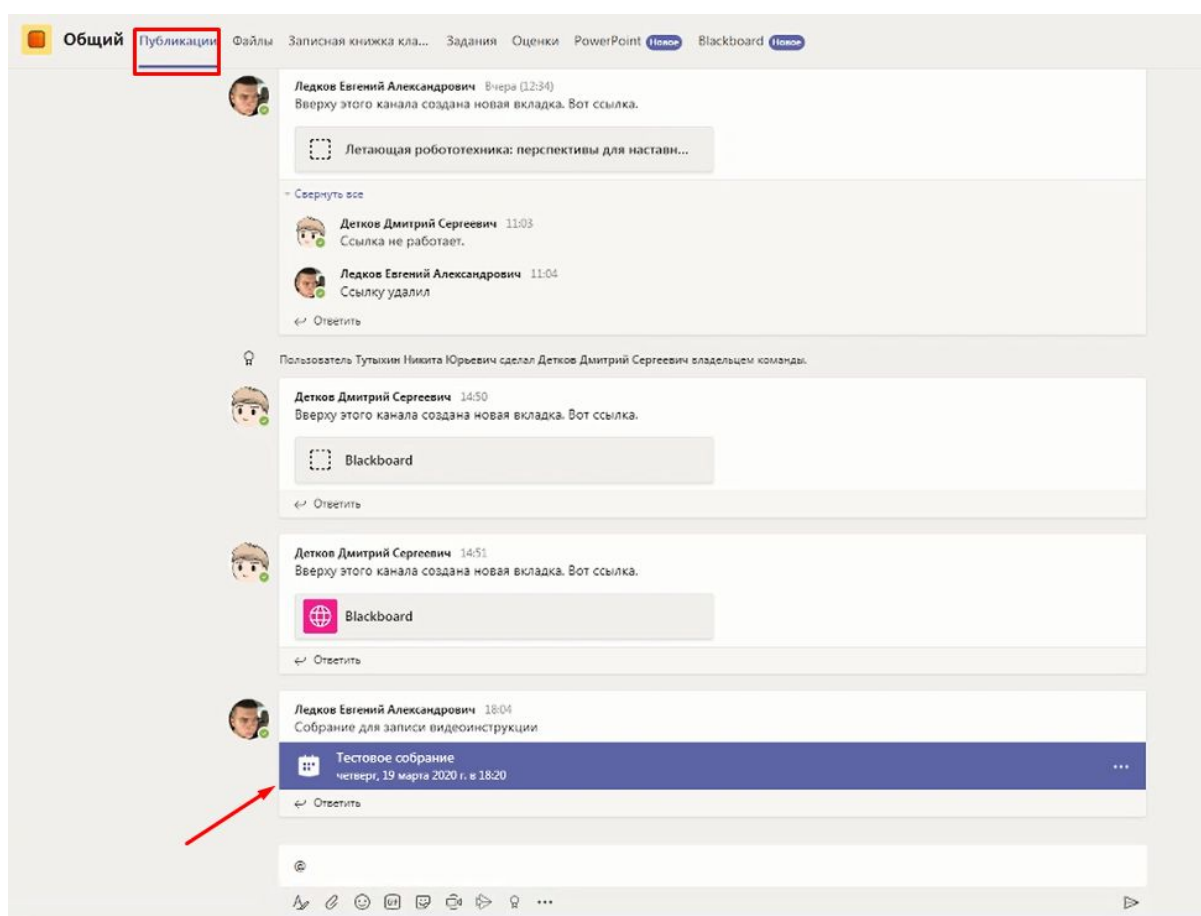 Общий Публикации Файлы Записная книжка кла... Задания Оценки PowerPoint Новое Blackboard Новое
Ледков Евгений Александрович Вчера (12:34)
Вверху этого канала создана новая вкладка. Вот ссылка.
Летающая робототехника: перспективы для наставн...
Свернуть все
Детков Дмитрий Сергеевич 11:03
Ссылка не работает.
Ледков Евгений Александрович 11:04
Ссылку удалил
Ответить
Пользователь Тутыхин Никита Юрьевич сделал Детков Дмитрий Сергеевич владельцем команды.
Детков Дмитрий Сергеевич 14:50
Вверху этого канала создана новая вкладка. Вот ссылка.
Blackboard
Ответить
Детков Дмитрий Сергеевич 14:51
Вверху этого канала создана новая вкладка. Вот ссылка.
Blackboard
Ответить
Ледков Евгений Александрович 18:04
Собрание для записи видеоинструкции
Тестовое собрание
четверг, 19 марта 2020 г. в 18:20
Ответить
@
GIF